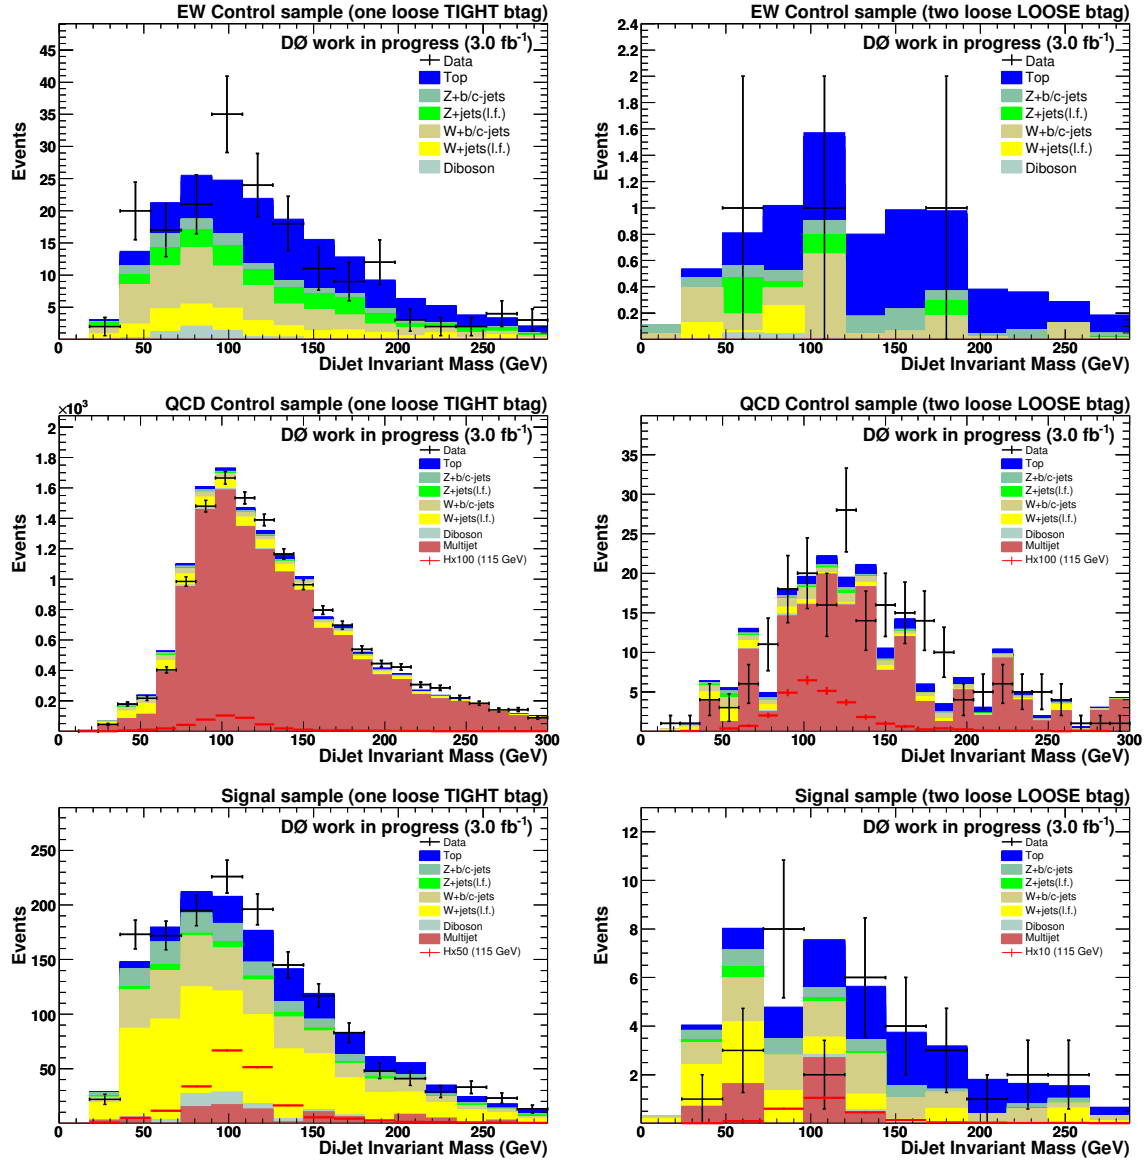 EW Control sample (one loose TIGHT btag)
DØ work in progress (3.0 fb-1)
Data
Top
Z+b/c-jets
Z+jets(l.f.)
W+b/c-jets
W+jets(l.f.)
Diboson
Events
45
40
35
30
25
20
15
10
5
0 50 100 150 200 250
DiJet Invariant Mass (GeV)
EW Control sample (two loose LOOSE btag)
DØ work in progress (3.0 fb-1)
Data
Top
Z+b/c-jets
Z+jets(l.f.)
W+b/c-jets
W+jets(l.f.)
Diboson
Events
2.4
2.2
2
1.8
1.6
1.4
1.2
1
0.8
0.6
0.4
0.2
0 50 100 150 200 250
DiJet Invariant Mass (GeV)
QCD Control sample (one loose TIGHT btag)
×103
DØ work in progress (3.0 fb-1)
Data
Top
Z+b/c-jets
Z+jets(l.f.)
W+b/c-jets
W+jets(l.f.)
Diboson
Multijet
Hx100 (115 GeV)
Events
2
1.8
1.6
1.4
1.2
1
0.8
0.6
0.4
0.2
0 50 100 150 200 250 300
DiJet Invariant Mass (GeV)
QCD Control sample (two loose LOOSE btag)
DØ work in progress (3.0 fb-1)
Data
Top
Z+b/c-jets
Z+jets(l.f.)
W+b/c-jets
W+jets(l.f.)
Diboson
Multijet
Hx100 (115 GeV)
Events
35
30
25
20
15
10
5
0 50 100 150 200 250 300
DiJet Invariant Mass (GeV)
Signal sample (one loose TIGHT btag)
DØ work in progress (3.0 fb-1)
Data
Top
Z+b/c-jets
Z+jets(l.f.)
W+b/c-jets
W+jets(l.f.)
Diboson
Multijet
Hx50 (115 GeV)
Events
250
200
150
100
50
0 50 100 150 200 250
DiJet Invariant Mass (GeV)
Signal sample (two loose LOOSE btag)
DØ work in progress (3.0 fb-1)
Data
Top
Z+b/c-jets
Z+jets(l.f.)
W+b/c-jets
W+jets(l.f.)
Diboson
Multijet
Hx10 (115 GeV)
Events
12
10
8
6
4
2
0 50 100 150 200 250
DiJet Invariant Mass (GeV)